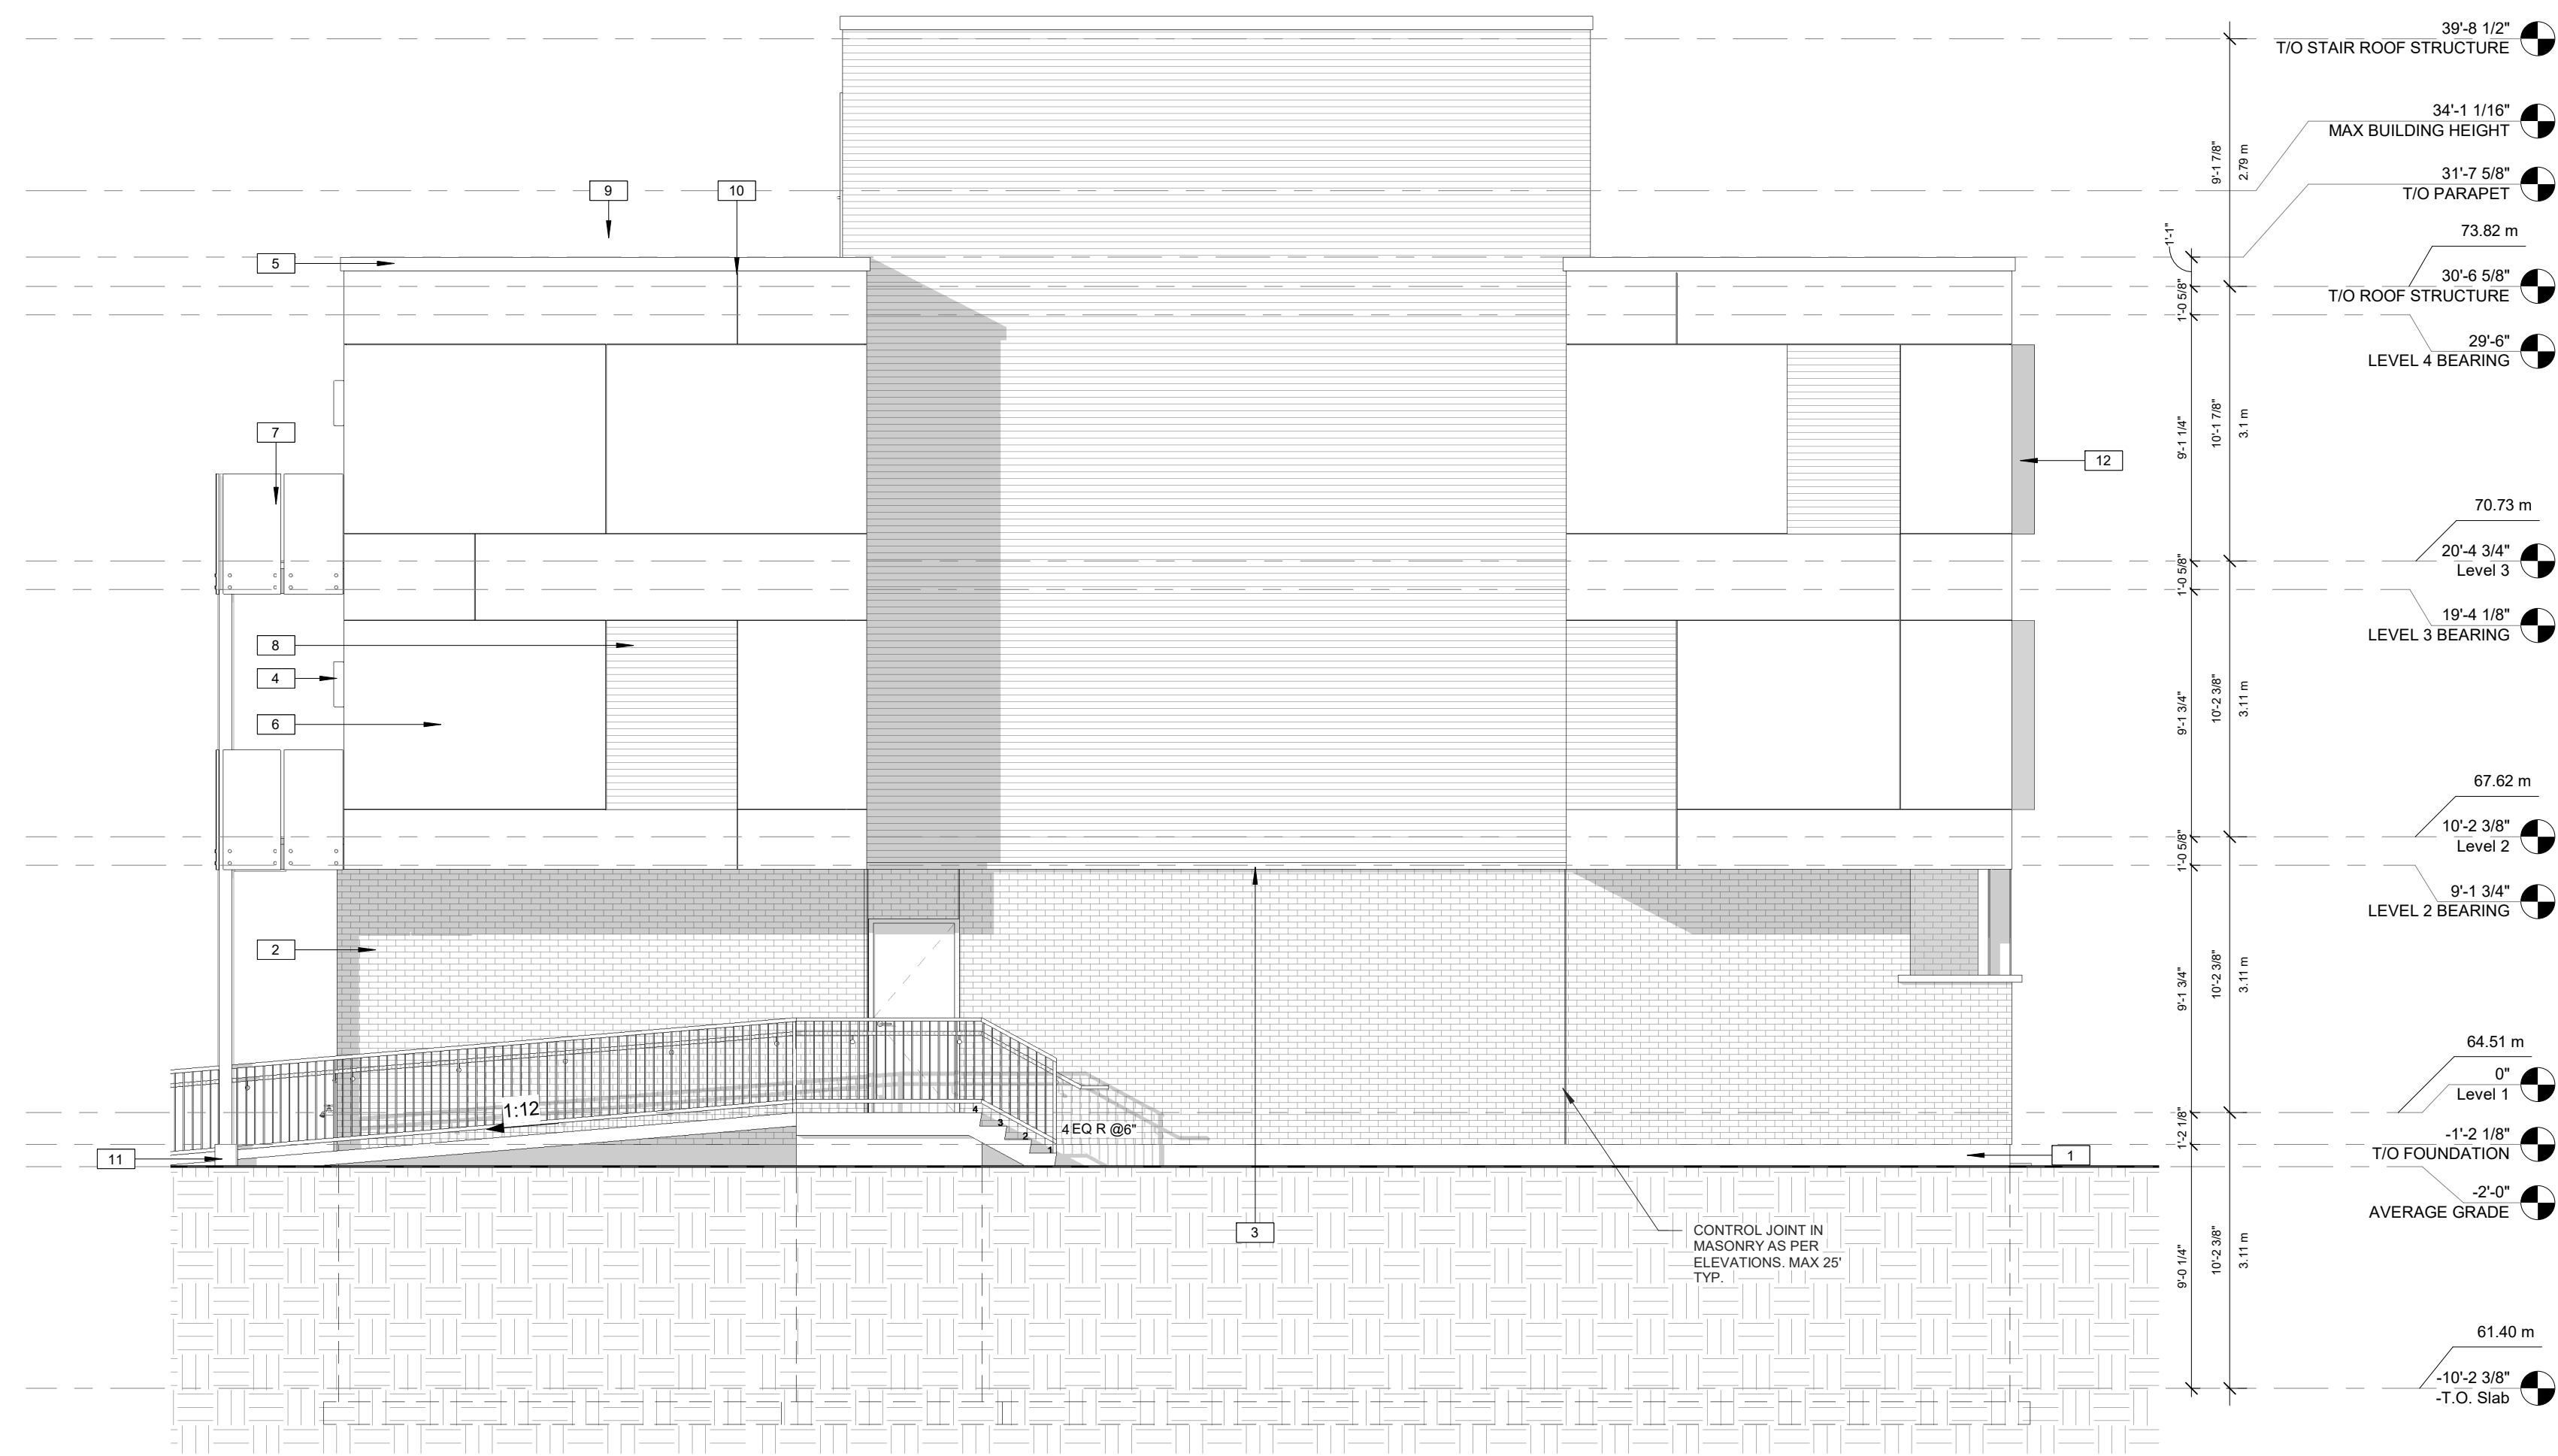 39'-8 1/2"
T/O STAIR ROOF STRUCTURE
34'-1 1/16"
MAX BUILDING HEIGHT
9'-1 7/8"
2.79 m
31'-7 5/8"
T/O PARAPET
9
10
73.82 m
1'-1"
5
30'-6 5/8"
T/O ROOF STRUCTURE
1'-0 5/8"
29'-6"
LEVEL 4 BEARING
7
9'-1 1/4"
10'-1 7/8"
3.11 m
12
70.73 m
20'-4 3/4"
Level 3
1'-0 5/8"
19'-4 1/8"
LEVEL 3 BEARING
8
4
6
9'-1 3/4"
10'-2 3/8"
3.11 m
67.62 m
10'-2 3/8"
Level 2
1'-0 5/8"
9'-1 3/4"
LEVEL 2 BEARING
2
9'-1 3/4"
10'-2 3/8"
3.11 m
64.51 m
0"
Level 1
1:12
4
3
2
1
4 EQ R @6"
1'-2 1/8"
-1'-2 1/8"
T/O FOUNDATION
11
1
-2'-0"
AVERAGE GRADE
3
CONTROL JOINT IN
MASONRY AS PER
ELEVATIONS. MAX 25'
TYP.
9'-0 1/4"
10'-2 3/8"
3.11 m
61.40 m
-10'-2 3/8"
-T.O. Slab